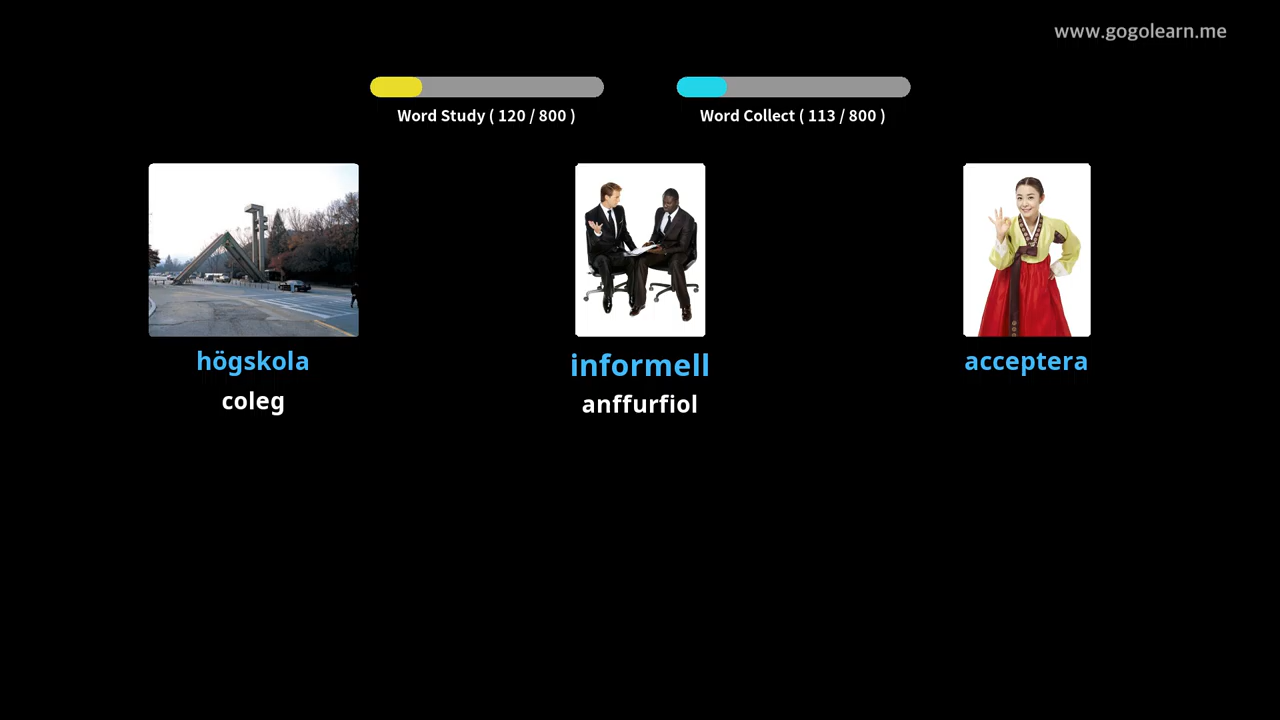 www.gogolearn.me
Word Study ( 120 / 800 )
Word Collect ( 113 / 800 )
högskola
informell
acceptera
coleg
anffurfiol